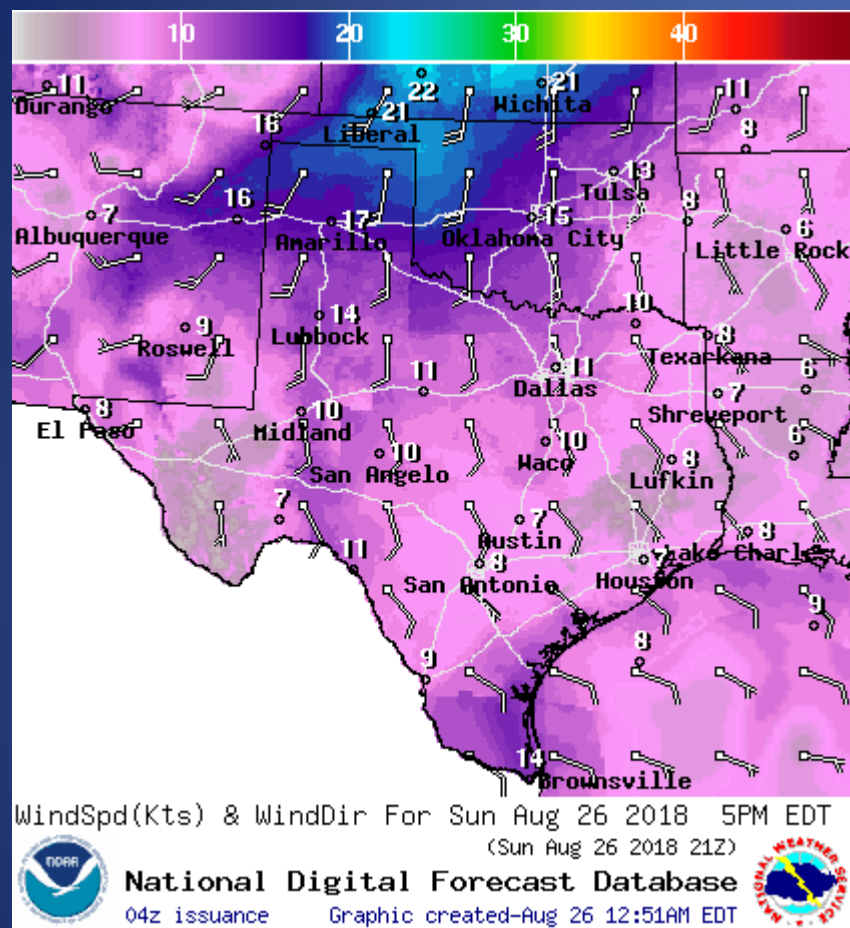 10 20 30 40
11 22 21 11
Durango Wichita
21
Liberal
16 8
13
Tulsa
7 16 17 15 8 6
Albuquerque Amarillo Oklahoma City Little Rock
9 14 10 8
Roswell Lubbock Texarkana
11 11 7 6
Dallas
8 10 Shreveport
El Paso Midland
10 10 8 6
San Angelo Waco Lufkin
7 7 8
Austin
11 8 7 Lake Charles
San Antonio Houston
9
8
9
14
Brownsville
WindSpd(Kts) & WindDir For Sun Aug 26 2018 5PM EDT
(Sun Aug 26 2018 21Z)
NOAA
National Digital Forecast Database
04z issuance Graphic created-Aug 26 12:51AM EDT
NATIONAL WEATHER SERVICE